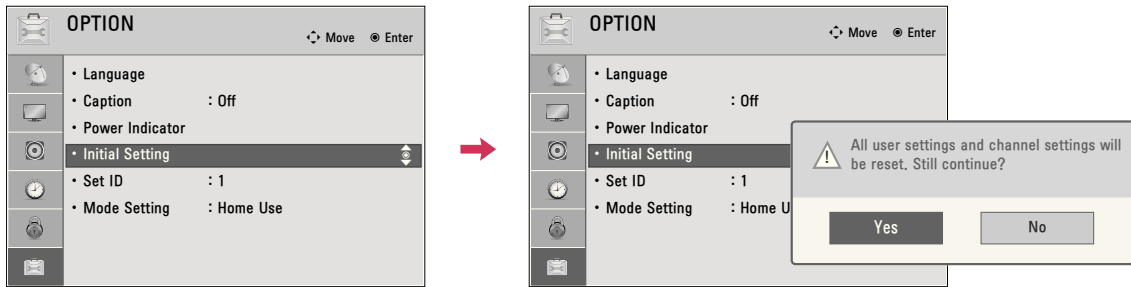 OPTION
Move Enter
• Language
• Caption : Off
• Power Indicator
• Initial Setting
• Set ID : 1
• Mode Setting : Home Use
OPTION
Move Enter
• Language
• Caption : Off
• Power Indicator
• Initial Setting
• Set ID : 1
• Mode Setting : Home U
! All user settings and channel settings will
be reset. Still continue?
Yes No